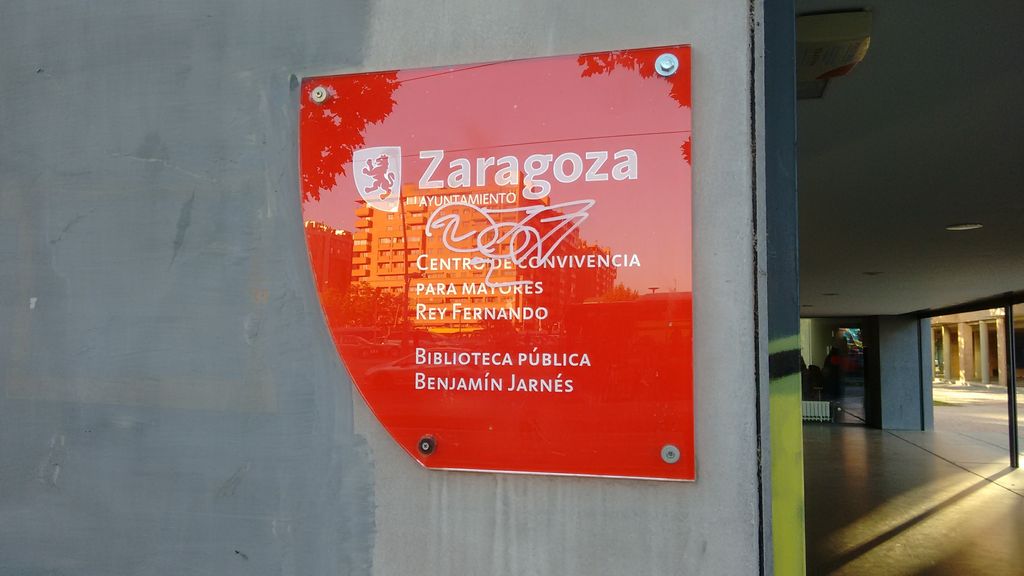 Zaragoza
AYUNTAMIENTO
CENTRO DE CONVIVENCIA
PARA MAYORES
REY FERNANDO
BIBLIOTECA PÚBLICA
BENJAMÍN JARNÉS